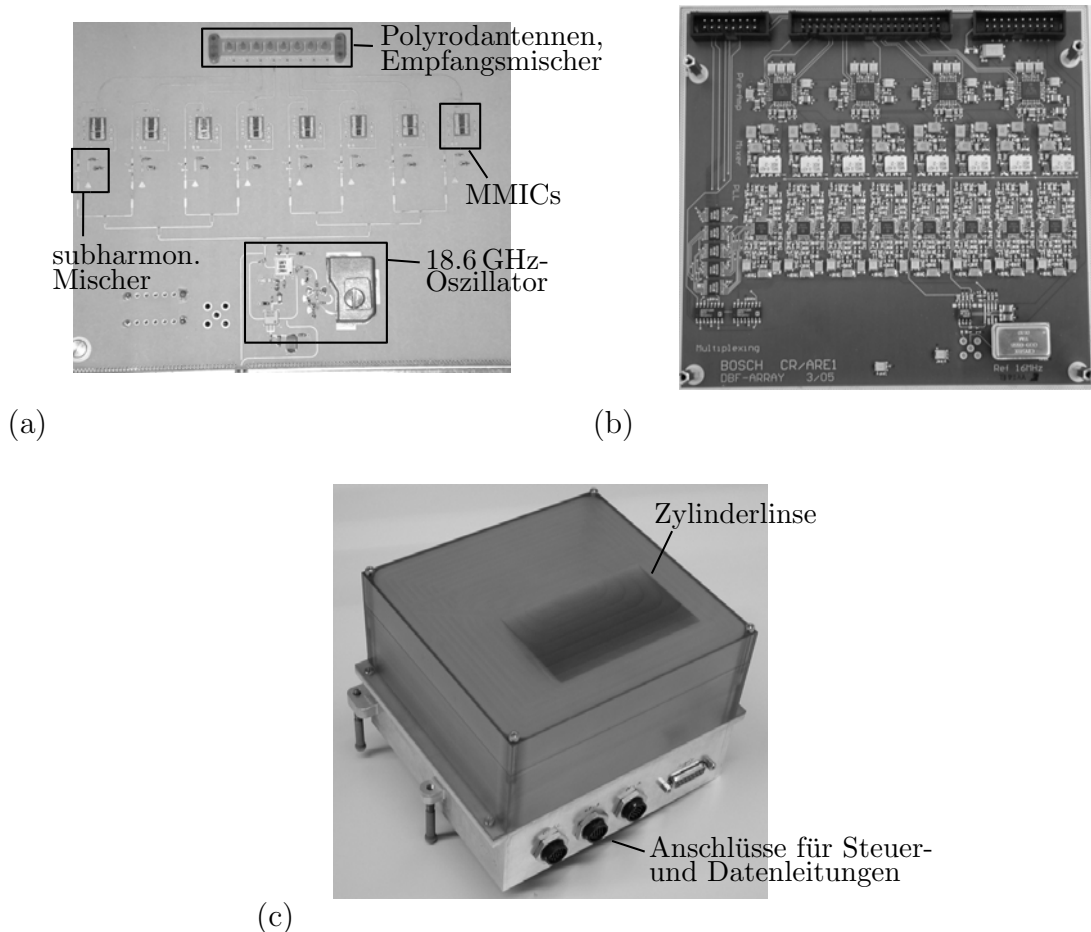 Polyrodantennen,
Empfangsmischer
MMICs
subharmon.
Mischer
18.6 GHz-
Oszillator
(a)
Pre-Amp
Mixer
PLL
Multiplexing
BOSCH CR/ARE1
DBF-ARRAY 3/05
Ref 16MHz
(b)
Zylinderlinse
Anschlüsse für Steuer-
und Datenleitungen
(c)